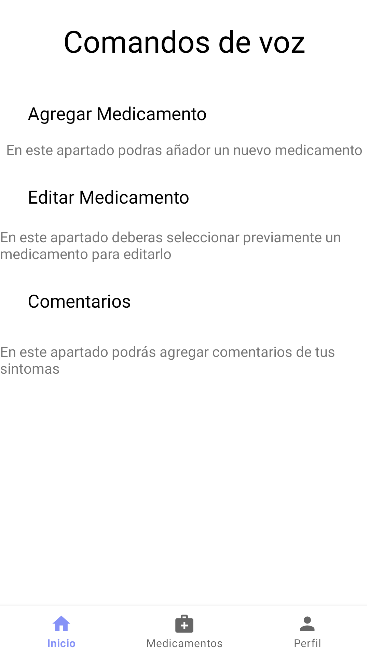 Comandos de voz
Agregar Medicamento
En este apartado podras añador un nuevo medicamento
Editar Medicamento
En este apartado deberas seleccionar previamente un
medicamento para editarlo
Comentarios
En este apartado podrás agregar comentarios de tus
sintomas
Inicio
Medicamentos
Perfil